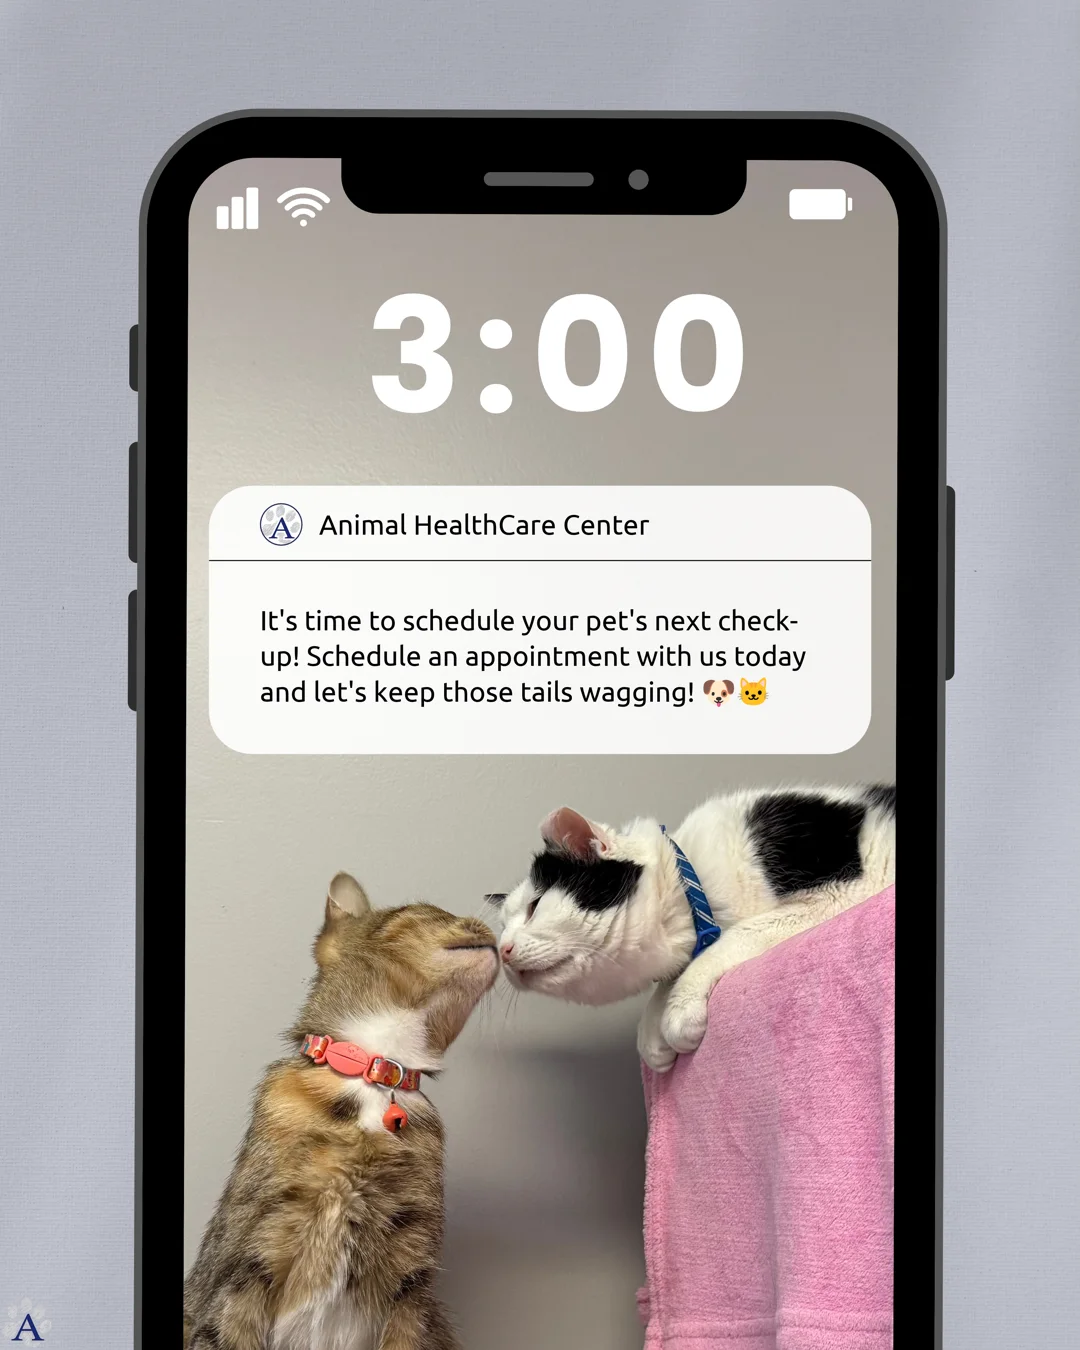 3:00
A Animal HealthCare Center
It's time to schedule your pet's next check-
up! Schedule an appointment with us today
and let's keep those tails wagging! 🐶🐱
A